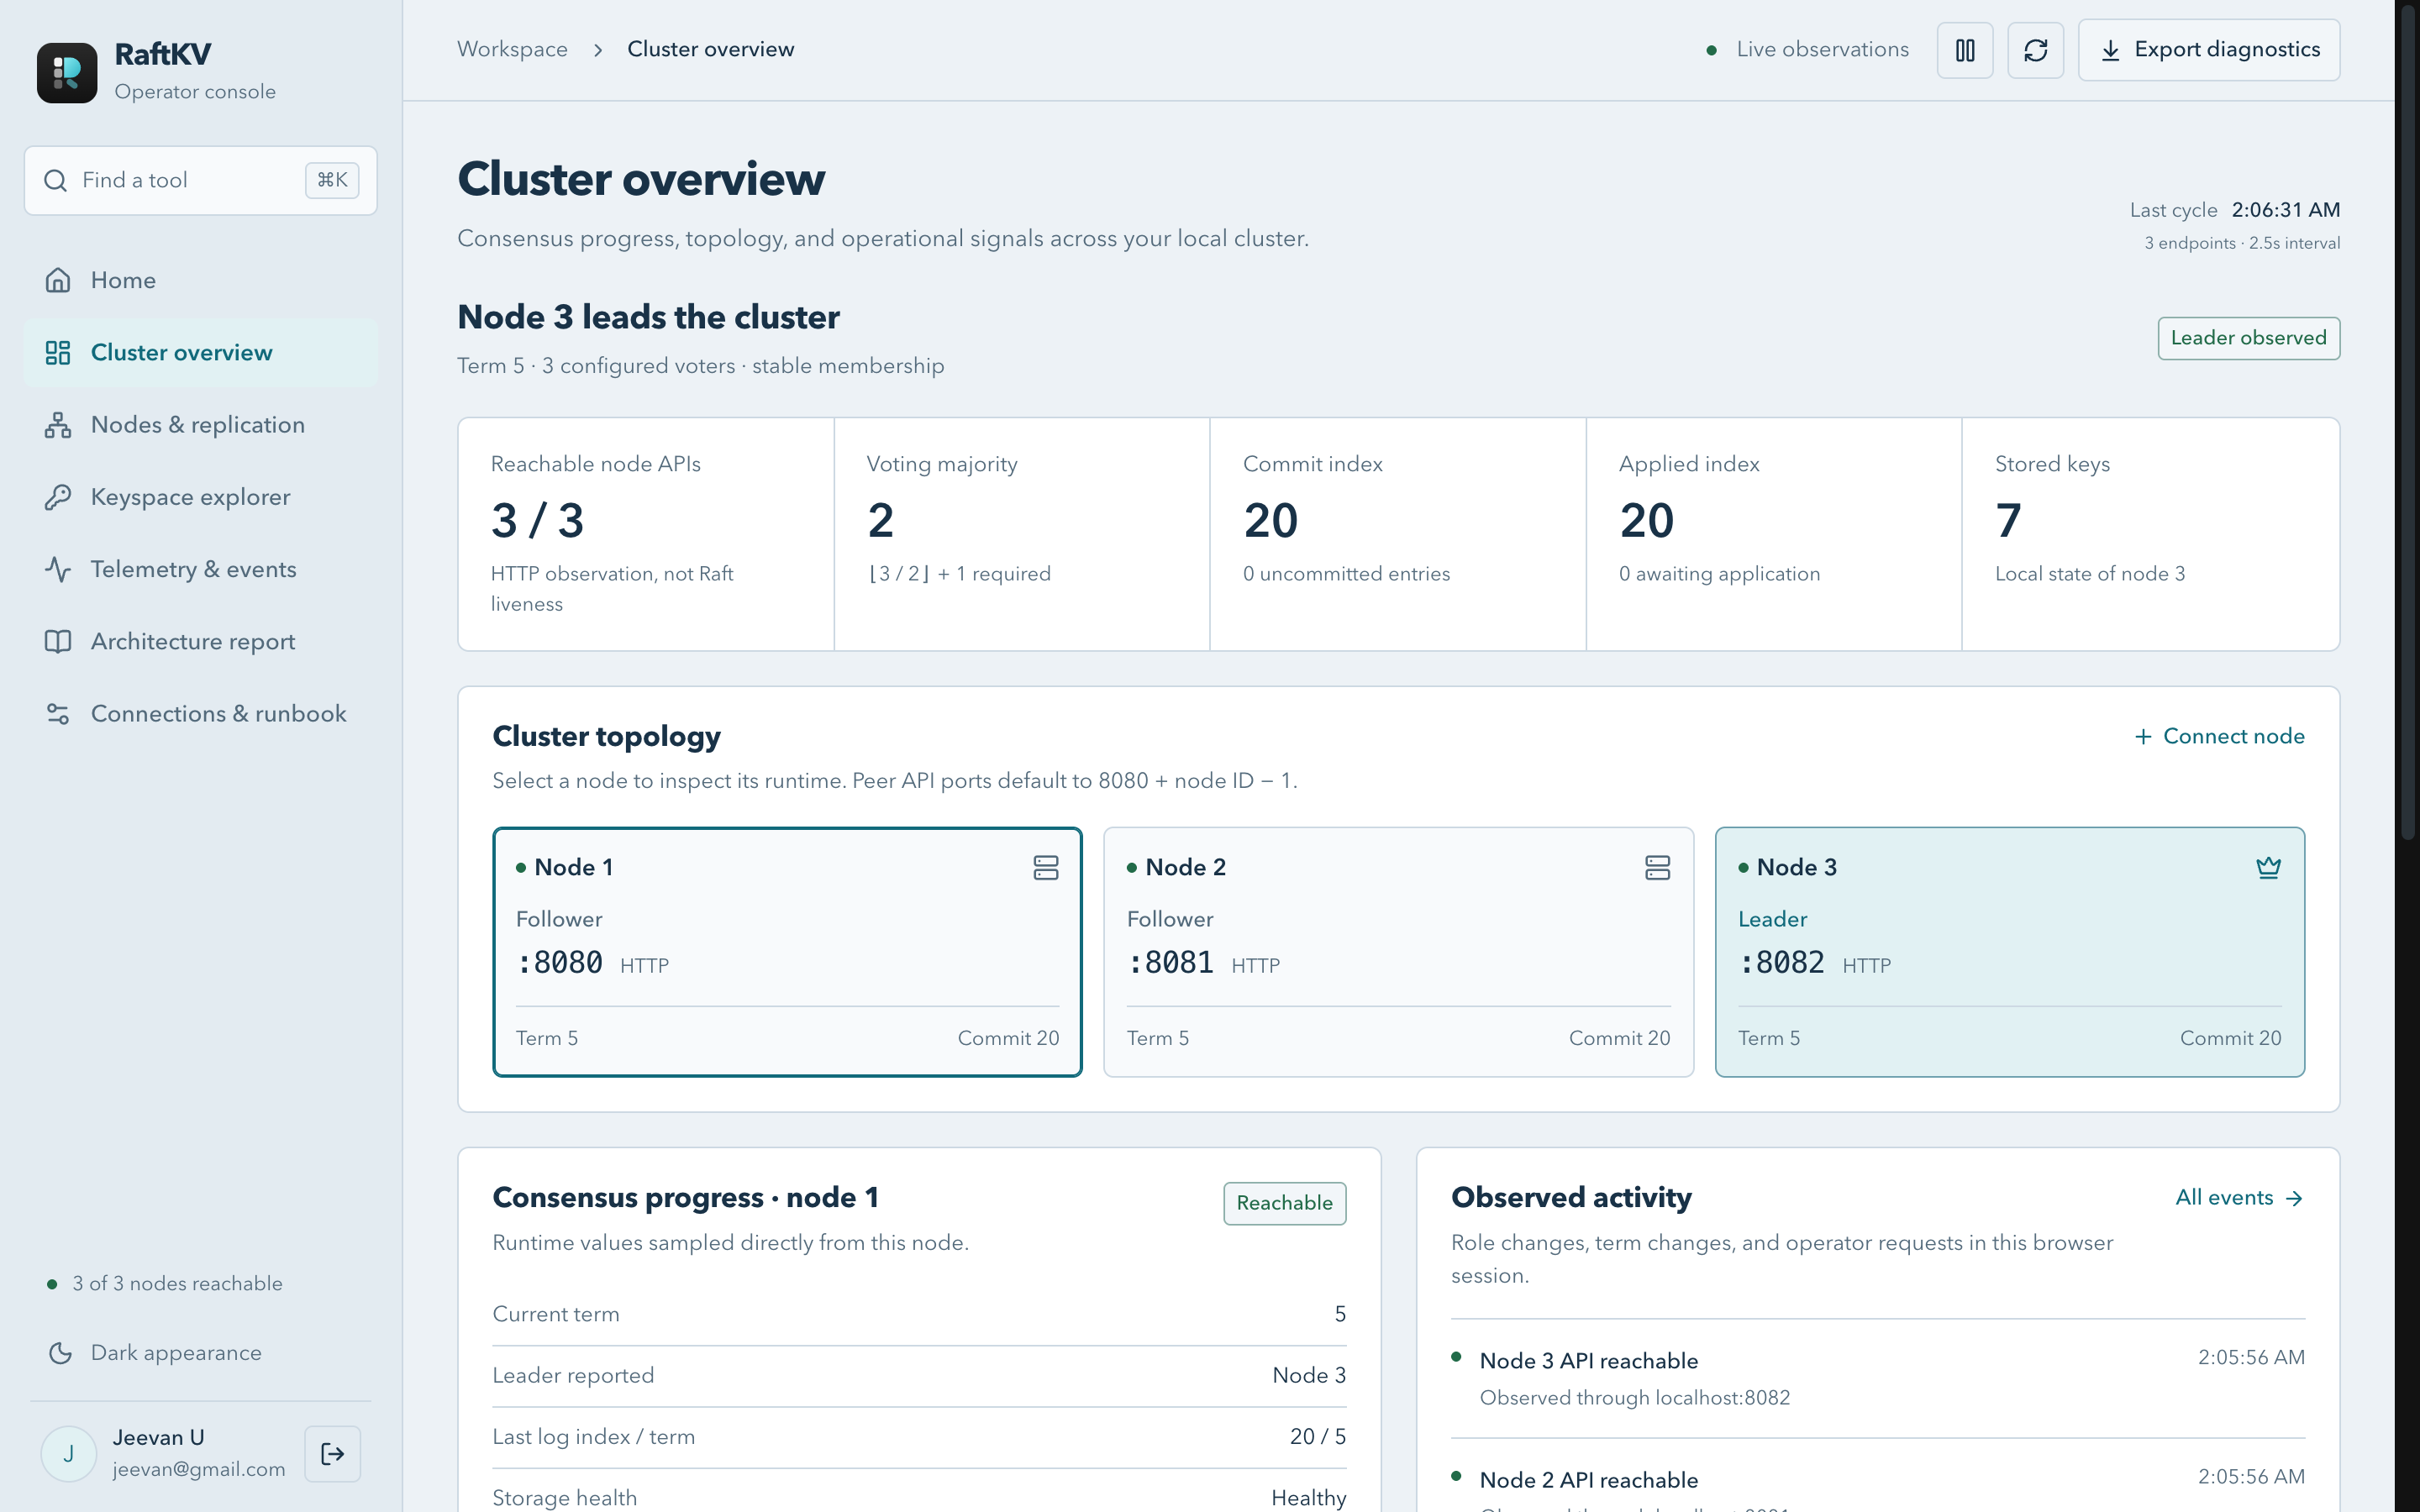 RaftKV
Operator console
Find a tool
⌘K
Home
Cluster overview
Nodes & replication
Keyspace explorer
Telemetry & events
Architecture report
Connections & runbook
3 of 3 nodes reachable
Dark appearance
J
Jeevan U
jeevan@gmail.com
Workspace > Cluster overview
Live observations
Export diagnostics
Cluster overview
Consensus progress, topology, and operational signals across your local cluster.
Last cycle 2:06:31 AM
3 endpoints · 2.5s interval
Node 3 leads the cluster
Term 5 · 3 configured voters · stable membership
Leader observed
Reachable node APIs
3 / 3
HTTP observation, not Raft
liveness
Voting majority
2
⌊3 / 2⌋ + 1 required
Commit index
20
0 uncommitted entries
Applied index
20
0 awaiting application
Stored keys
7
Local state of node 3
Cluster topology
Connect node
Select a node to inspect its runtime. Peer API ports default to 8080 + node ID − 1.
Node 1
Follower
:8080 HTTP
Term 5 Commit 20
Node 2
Follower
:8081 HTTP
Term 5 Commit 20
Node 3
Leader
:8082 HTTP
Term 5 Commit 20
Consensus progress · node 1
Reachable
Runtime values sampled directly from this node.
Current term 5
Leader reported Node 3
Last log index / term 20 / 5
Storage health Healthy
Observed activity
All events
Role changes, term changes, and operator requests in this browser
session.
Node 3 API reachable 2:05:56 AM
Observed through localhost:8082
Node 2 API reachable 2:05:56 AM